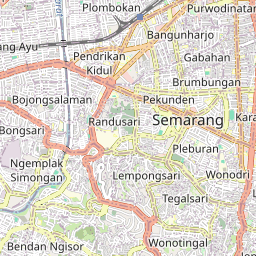 Plombokan
Purwodinatan
Bangunharjo
ang Ayu
Pendrikan
Kidul
Gabahan
Brumbungan
Bojongsalaman
Pekunden
Randusari
Semarang
Kara
Bongsari
Pleburan
Ngemplak
Simongan
Lempongsari
Wonodri
Tegalsari
Bendan Ngisor
Wonotingal